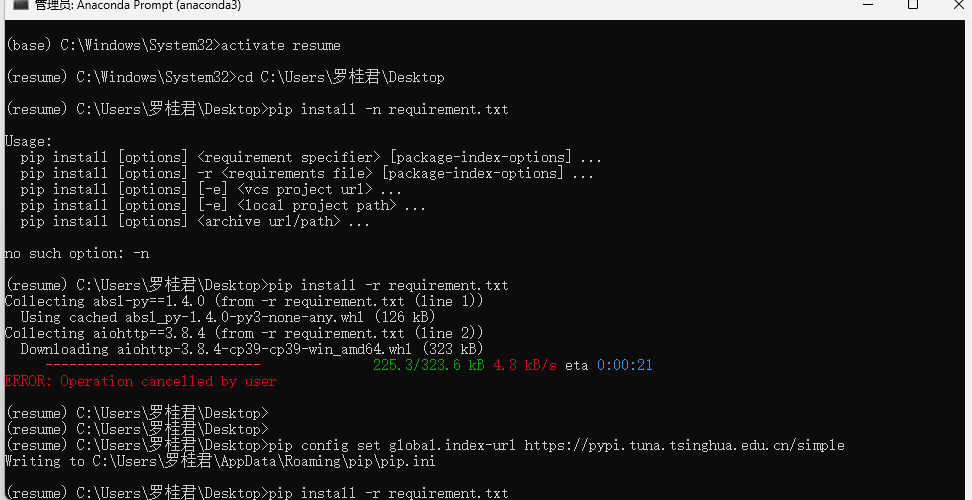 管理员: Anaconda Prompt (anaconda3)
(base) C:\Windows\System32>activate resume
(resume) C:\Windows\System32>cd C:\Users\罗桂君\Desktop
(resume) C:\Users\罗桂君\Desktop>pip install -n requirement.txt
Usage:
  pip install [options] <requirement specifier> [package-index-options] ...
  pip install [options] -r <requirements file> [package-index-options] ...
  pip install [options] [-e] <vcs project url> ...
  pip install [options] [-e] <local project path> ...
  pip install [options] <archive url/path> ...
no such option: -n
(resume) C:\Users\罗桂君\Desktop>pip install -r requirement.txt
Collecting absl-py==1.4.0 (from -r requirement.txt (line 1))
  Using cached absl_py-1.4.0-py3-none-any.whl (126 kB)
Collecting aiohttp==3.8.4 (from -r requirement.txt (line 2))
  Downloading aiohttp-3.8.4-cp39-cp39-win_amd64.whl (323 kB)
     --------------------------- 225.3/323.6 kB 4.8 kB/s eta 0:00:21
ERROR: Operation cancelled by user
(resume) C:\Users\罗桂君\Desktop>
(resume) C:\Users\罗桂君\Desktop>
(resume) C:\Users\罗桂君\Desktop>pip config set global.index-url https://pypi.tuna.tsinghua.edu.cn/simple
Writing to C:\Users\罗桂君\AppData\Roaming\pip\pip.ini
(resume) C:\Users\罗桂君\Desktop>pip install -r requirement.txt